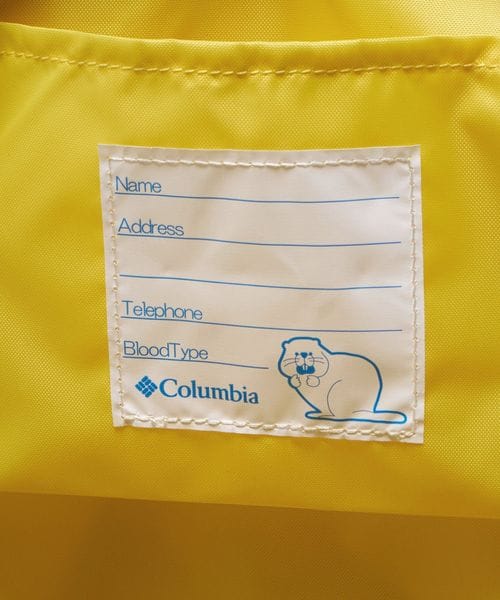 Name
Address
Telephone
BloodType
Columbia